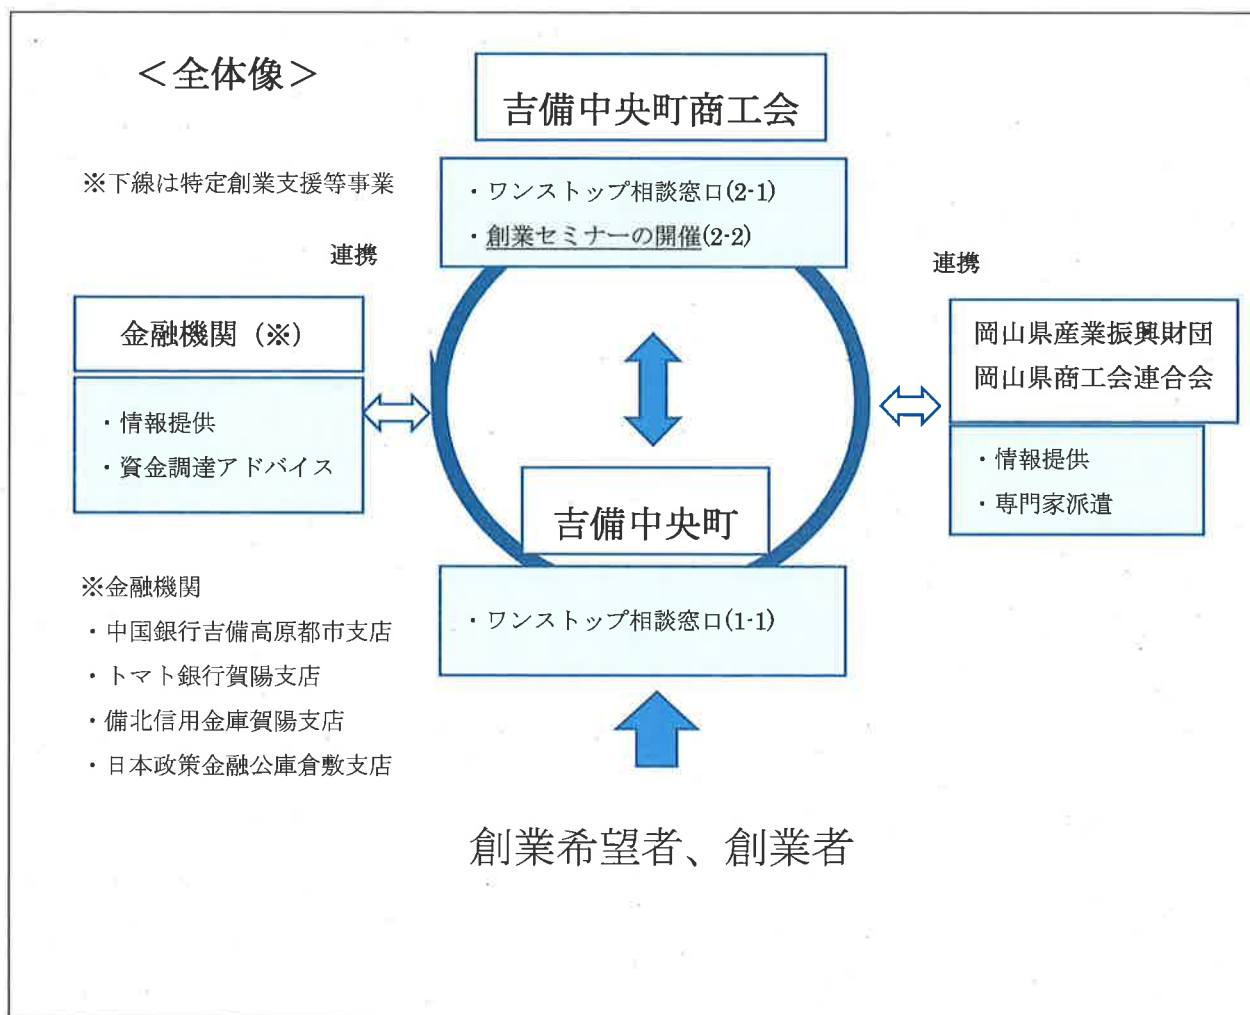 ＜全体像＞
吉備中央町商工会
※下線は特定創業支援等事業
・ワンストップ相談窓口(2-1)
・創業セミナーの開催(2-2)
連携
連携
金融機関（※）
・情報提供
・資金調達アドバイス
岡山県産業振興財団
岡山県商工会連合会
・情報提供
・専門家派遣
吉備中央町
・ワンストップ相談窓口(1-1)
※金融機関
・中国銀行吉備高原都市支店
・トマト銀行賀陽支店
・備北信用金庫賀陽支店
・日本政策金融公庫倉敷支店
創業希望者、創業者